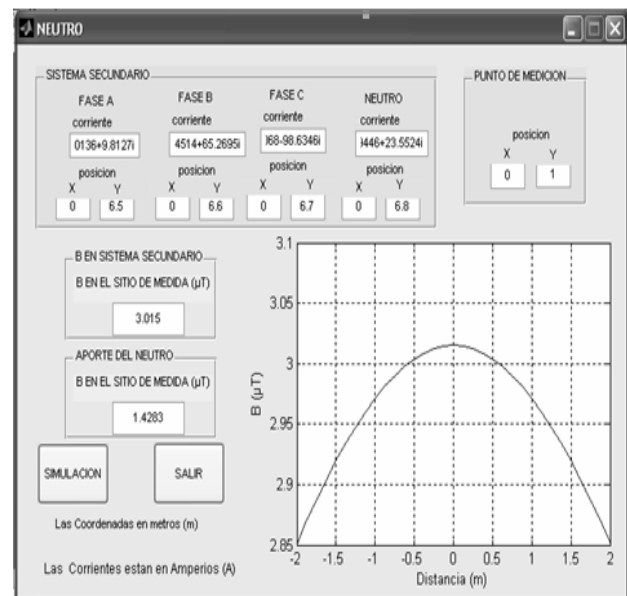 NEUTRO
SISTEMA SECUNDARIO
FASE A FASE B FASE C NEUTRO
corriente corriente corriente corriente
0136+9.8127i 4514+65.2695i 068-98.6346i 9446+23.5524i
posicion posicion posicion posicion
X Y X Y X Y X Y
0 6.5 0 6.6 0 6.7 0 6.8
PUNTO DE MEDICION
posicion
X Y
0 1
B EN SISTEMA SECUNDARIO
B EN EL SITIO DE MEDIDA (µT)
3.015
APORTE DEL NEUTRO
B EN EL SITIO DE MEDIDA (µT)
1.4283
SIMULACION SALIR
Las Coordenadas en metros (m)
Las Corrientes estan en Amperios (A)
3.1
3.05
3
2.95
2.9
2.85
B (µT)
-2 -1.5 -1 -0.5 0 0.5 1 1.5 2
Distancia (m)